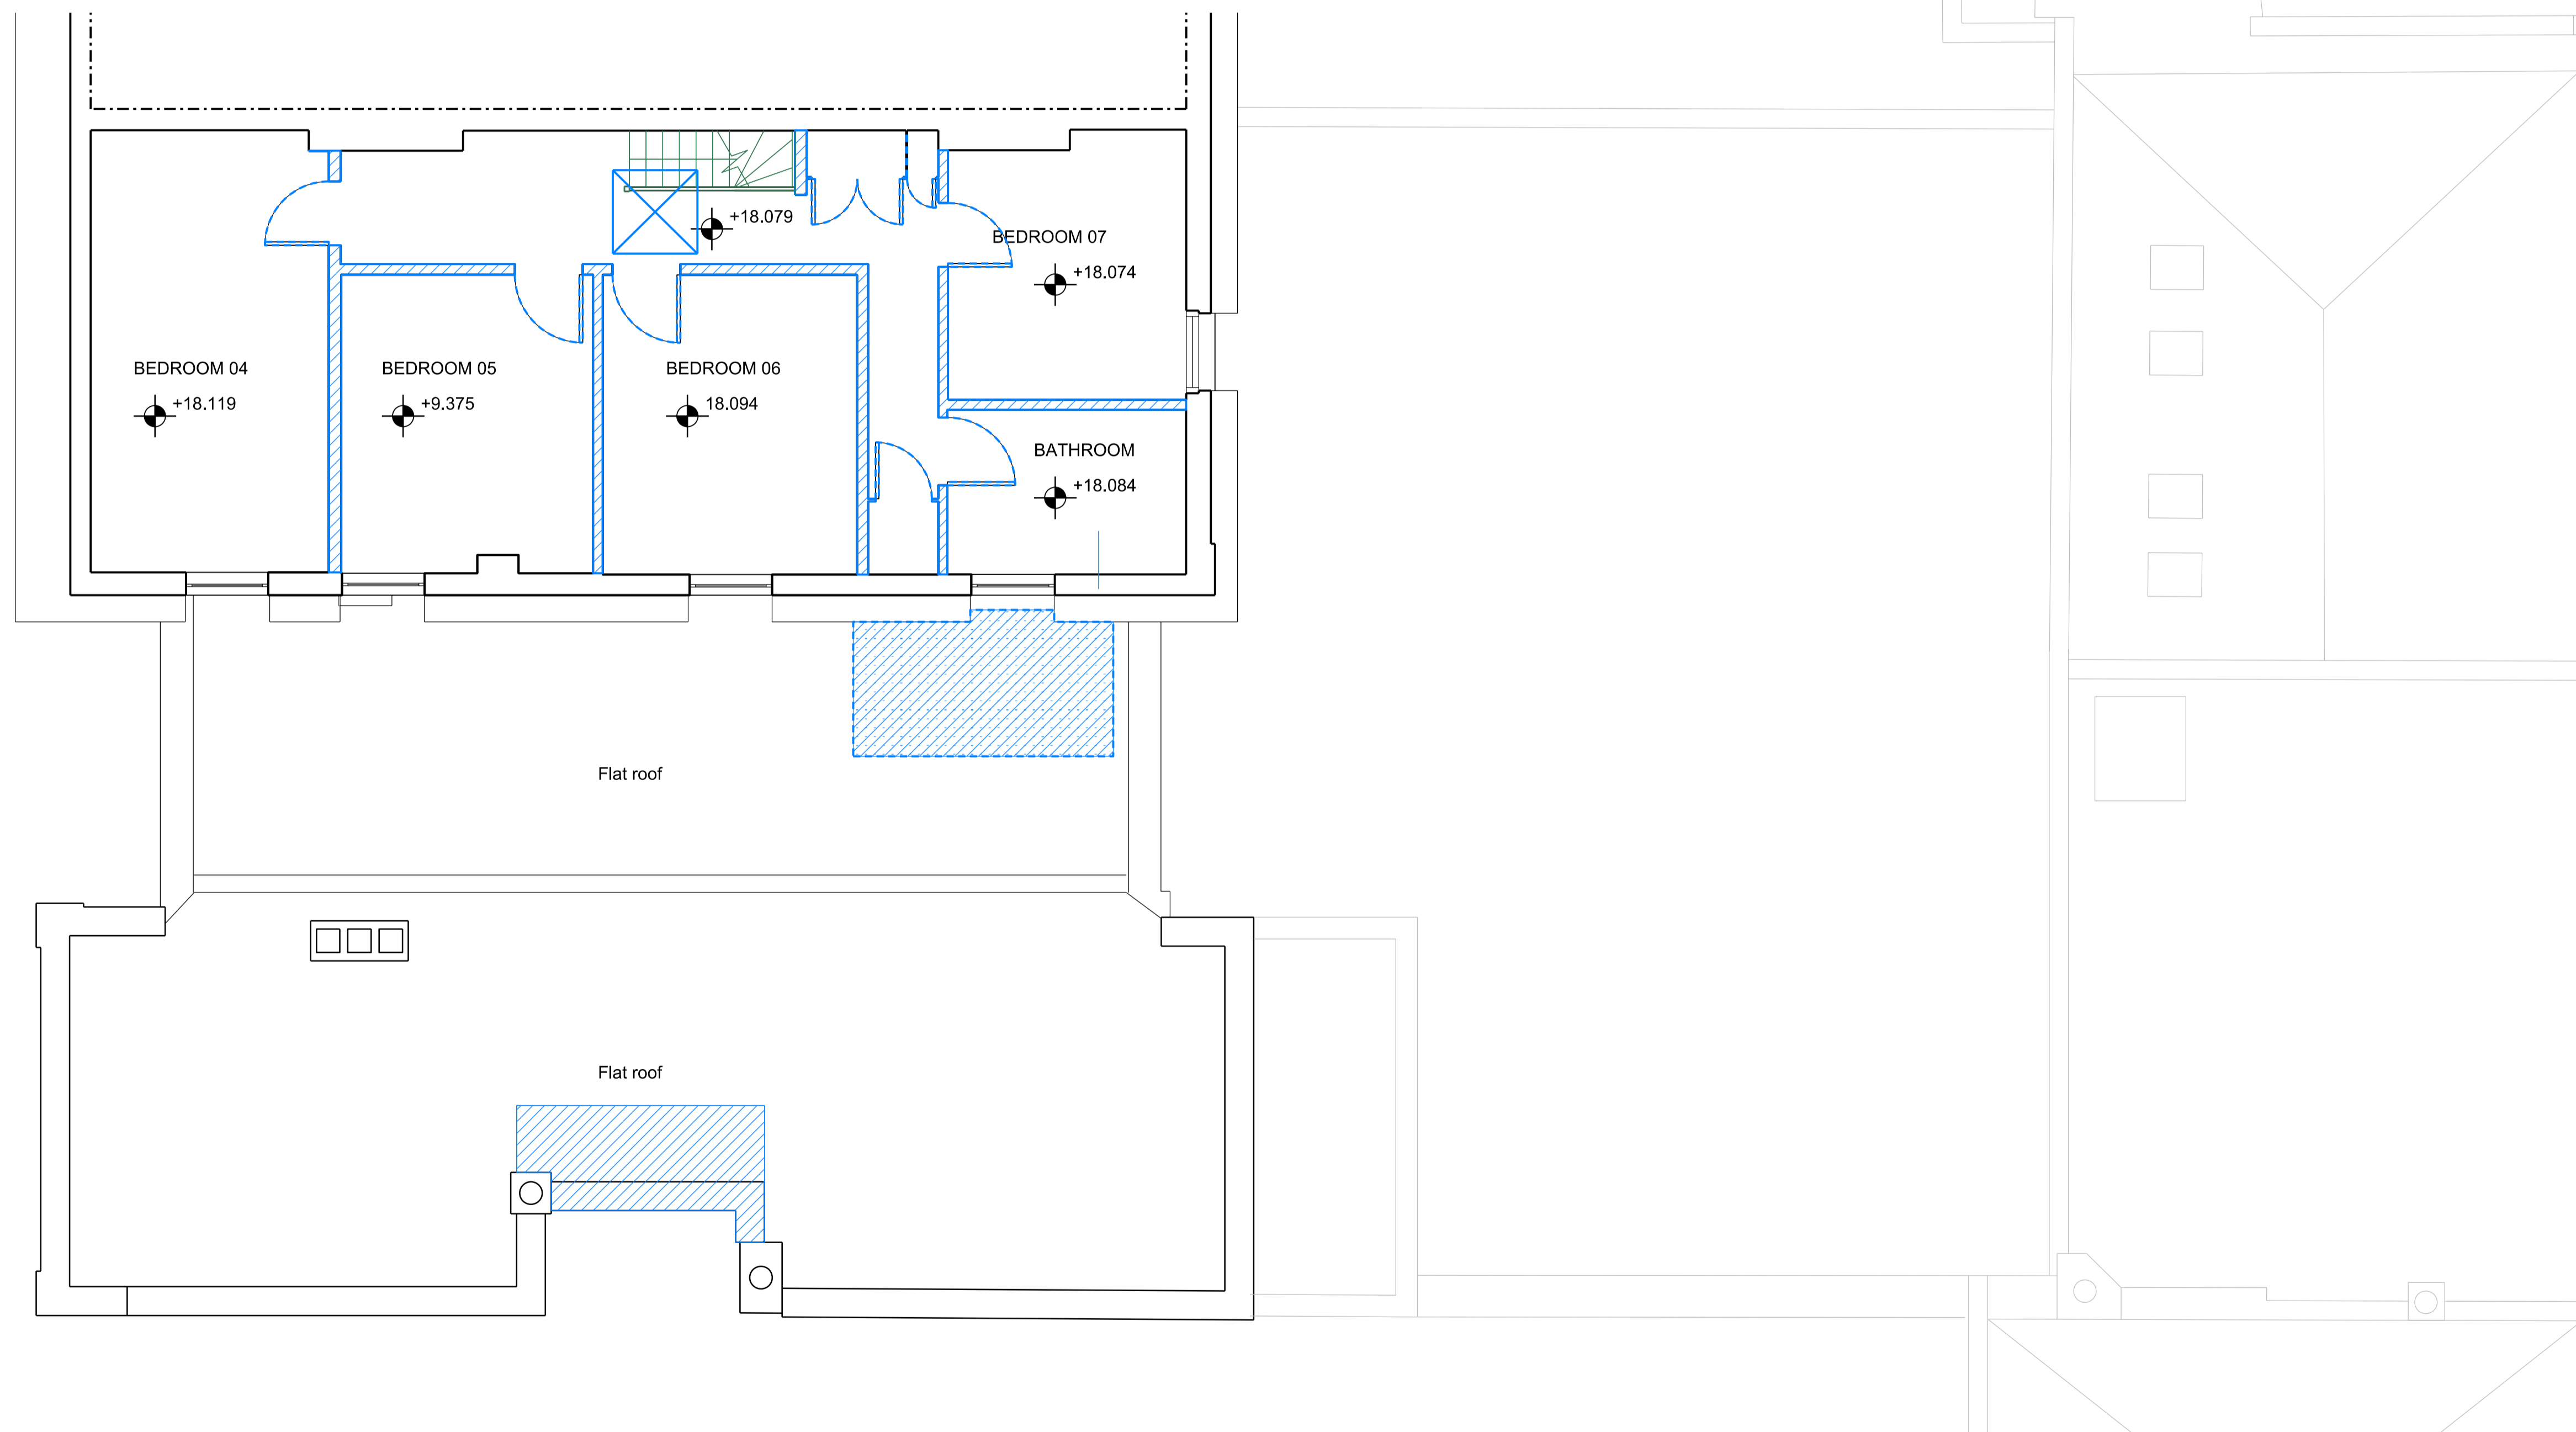 +18.079
BEDROOM 07
+18.074
BEDROOM 04
+18.119
BEDROOM 05
+9.375
BEDROOM 06
18.094
BATHROOM
+18.084
Flat roof
Flat roof